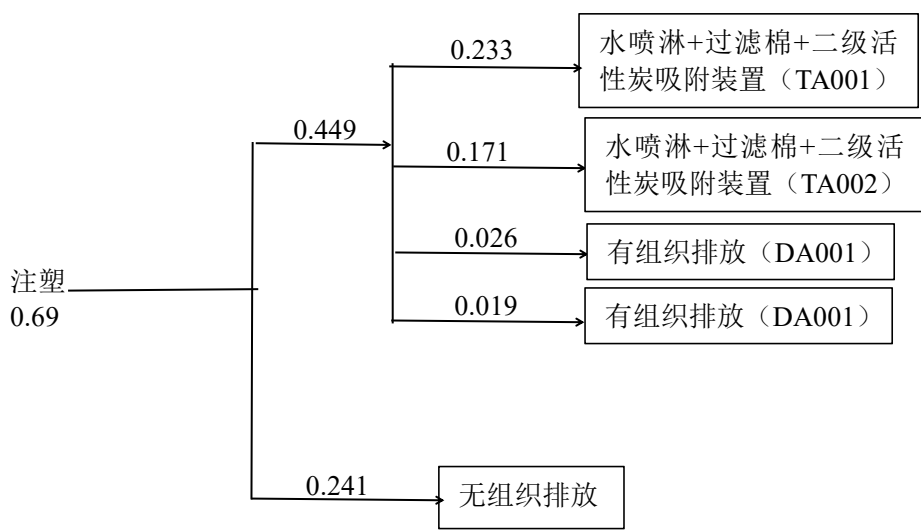 0.233
水喷淋+过滤棉+二级活
性炭吸附装置（TA001）
0.449
0.171
水喷淋+过滤棉+二级活
性炭吸附装置（TA002）
0.026
有组织排放（DA001）
注塑
0.69
0.019
有组织排放（DA001）
0.241
无组织排放